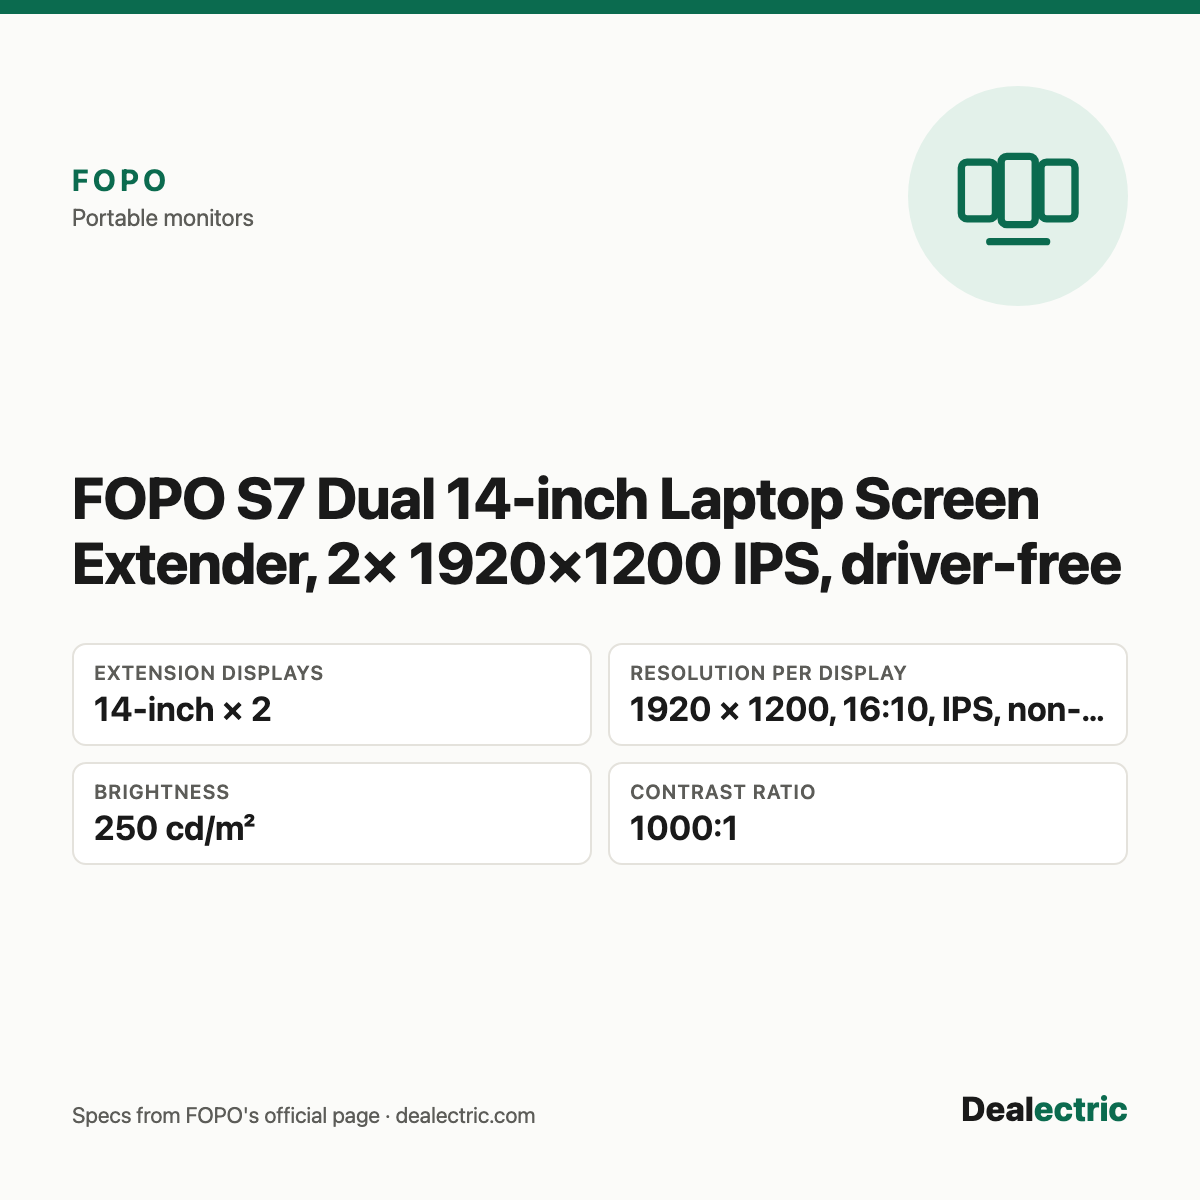 FOPO
Portable monitors
FOPO S7 Dual 14-inch Laptop Screen
Extender, 2× 1920×1200 IPS, driver-free
EXTENSION DISPLAYS
14-inch × 2
RESOLUTION PER DISPLAY
1920 × 1200, 16:10, IPS, non-…
BRIGHTNESS
250 cd/m²
CONTRAST RATIO
1000:1
Specs from FOPO's official page · dealectric.com
Dealectric